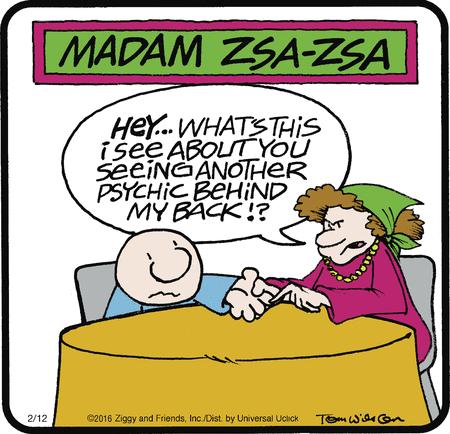 MADAM ZSA-ZSA
HEY... WHAT'S THIS
i SEE ABOUT YOU
SEEING ANOTHER
PSYCHIC BEHIND
MY BACK!?
2/12
©2016 Ziggy and Friends, Inc./Dist. by Universal Uclick
Tom Wilson